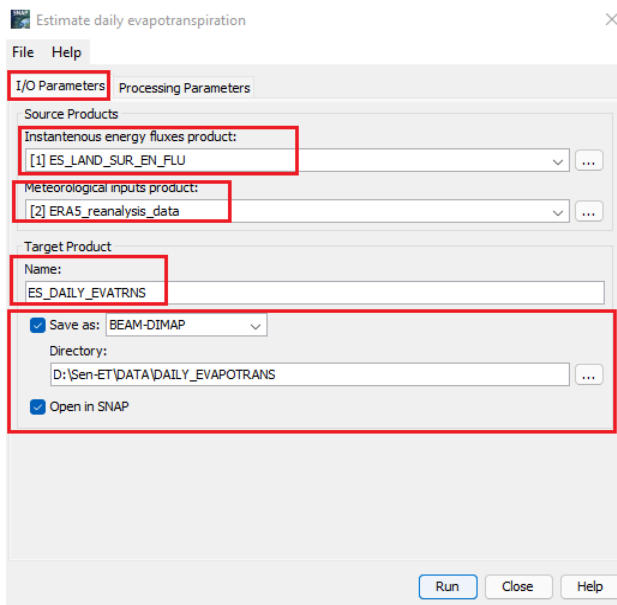 SNAP
Estimate daily evapotranspiration
File Help
I/O Parameters Processing Parameters
Source Products
Instantenous energy fluxes product:
[1] ES_LAND_SUR_EN_FLU
...
Meteorological inputs product:
[2] ERA5_reanalysis_data
...
Target Product
Name:
ES_DAILY_EVATRNS
Save as: BEAM-DIMAP
Directory:
D:\Sen-ET\DATA\DAILY_EVAPOTRANS
...
Open in SNAP
Run Close Help